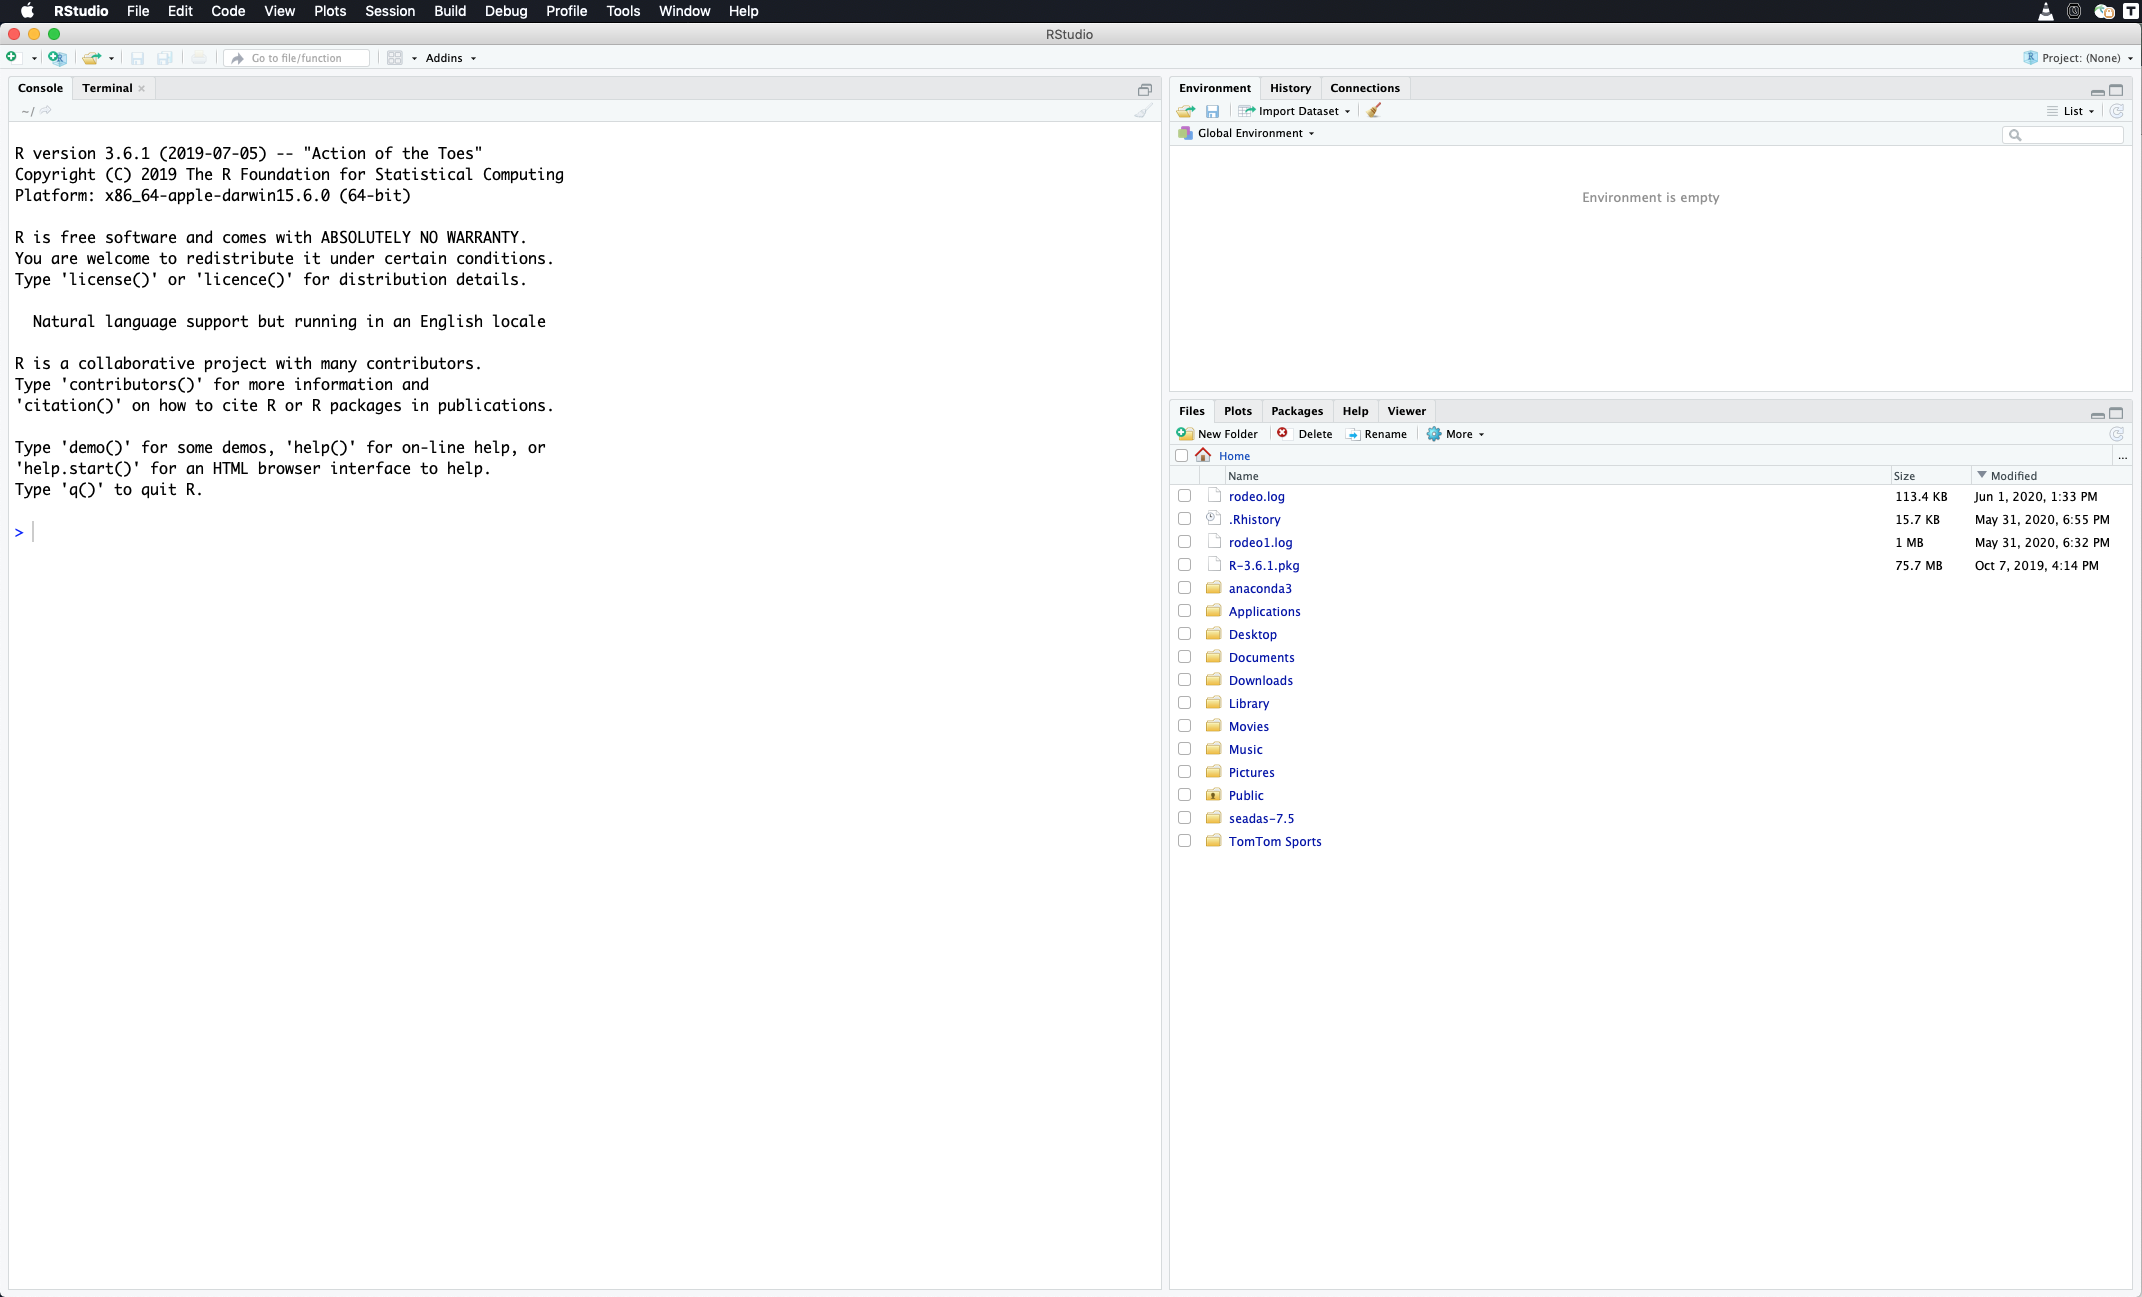 RStudio File Edit Code View Plots Session Build Debug Profile Tools Window Help
RStudio
Go to file/function Addins Project: (None)
Console Terminal
~/
R version 3.6.1 (2019-07-05) -- "Action of the Toes"
Copyright (C) 2019 The R Foundation for Statistical Computing
Platform: x86_64-apple-darwin15.6.0 (64-bit)
R is free software and comes with ABSOLUTELY NO WARRANTY.
You are welcome to redistribute it under certain conditions.
Type 'license()' or 'licence()' for distribution details.
Natural language support but running in an English locale
R is a collaborative project with many contributors.
Type 'contributors()' for more information and
'citation()' on how to cite R or R packages in publications.
Type 'demo()' for some demos, 'help()' for on-line help, or
'help.start()' for an HTML browser interface to help.
Type 'q()' to quit R.
>
Environment History Connections
Import Dataset List
Global Environment
Environment is empty
Files Plots Packages Help Viewer
New Folder Delete Rename More
Home ...
Name Size Modified
rodeo.log 113.4 KB Jun 1, 2020, 1:33 PM
.Rhistory 15.7 KB May 31, 2020, 6:55 PM
rodeo1.log 1 MB May 31, 2020, 6:32 PM
R-3.6.1.pkg 75.7 MB Oct 7, 2019, 4:14 PM
anaconda3
Applications
Desktop
Documents
Downloads
Library
Movies
Music
Pictures
Public
seadas-7.5
TomTom Sports